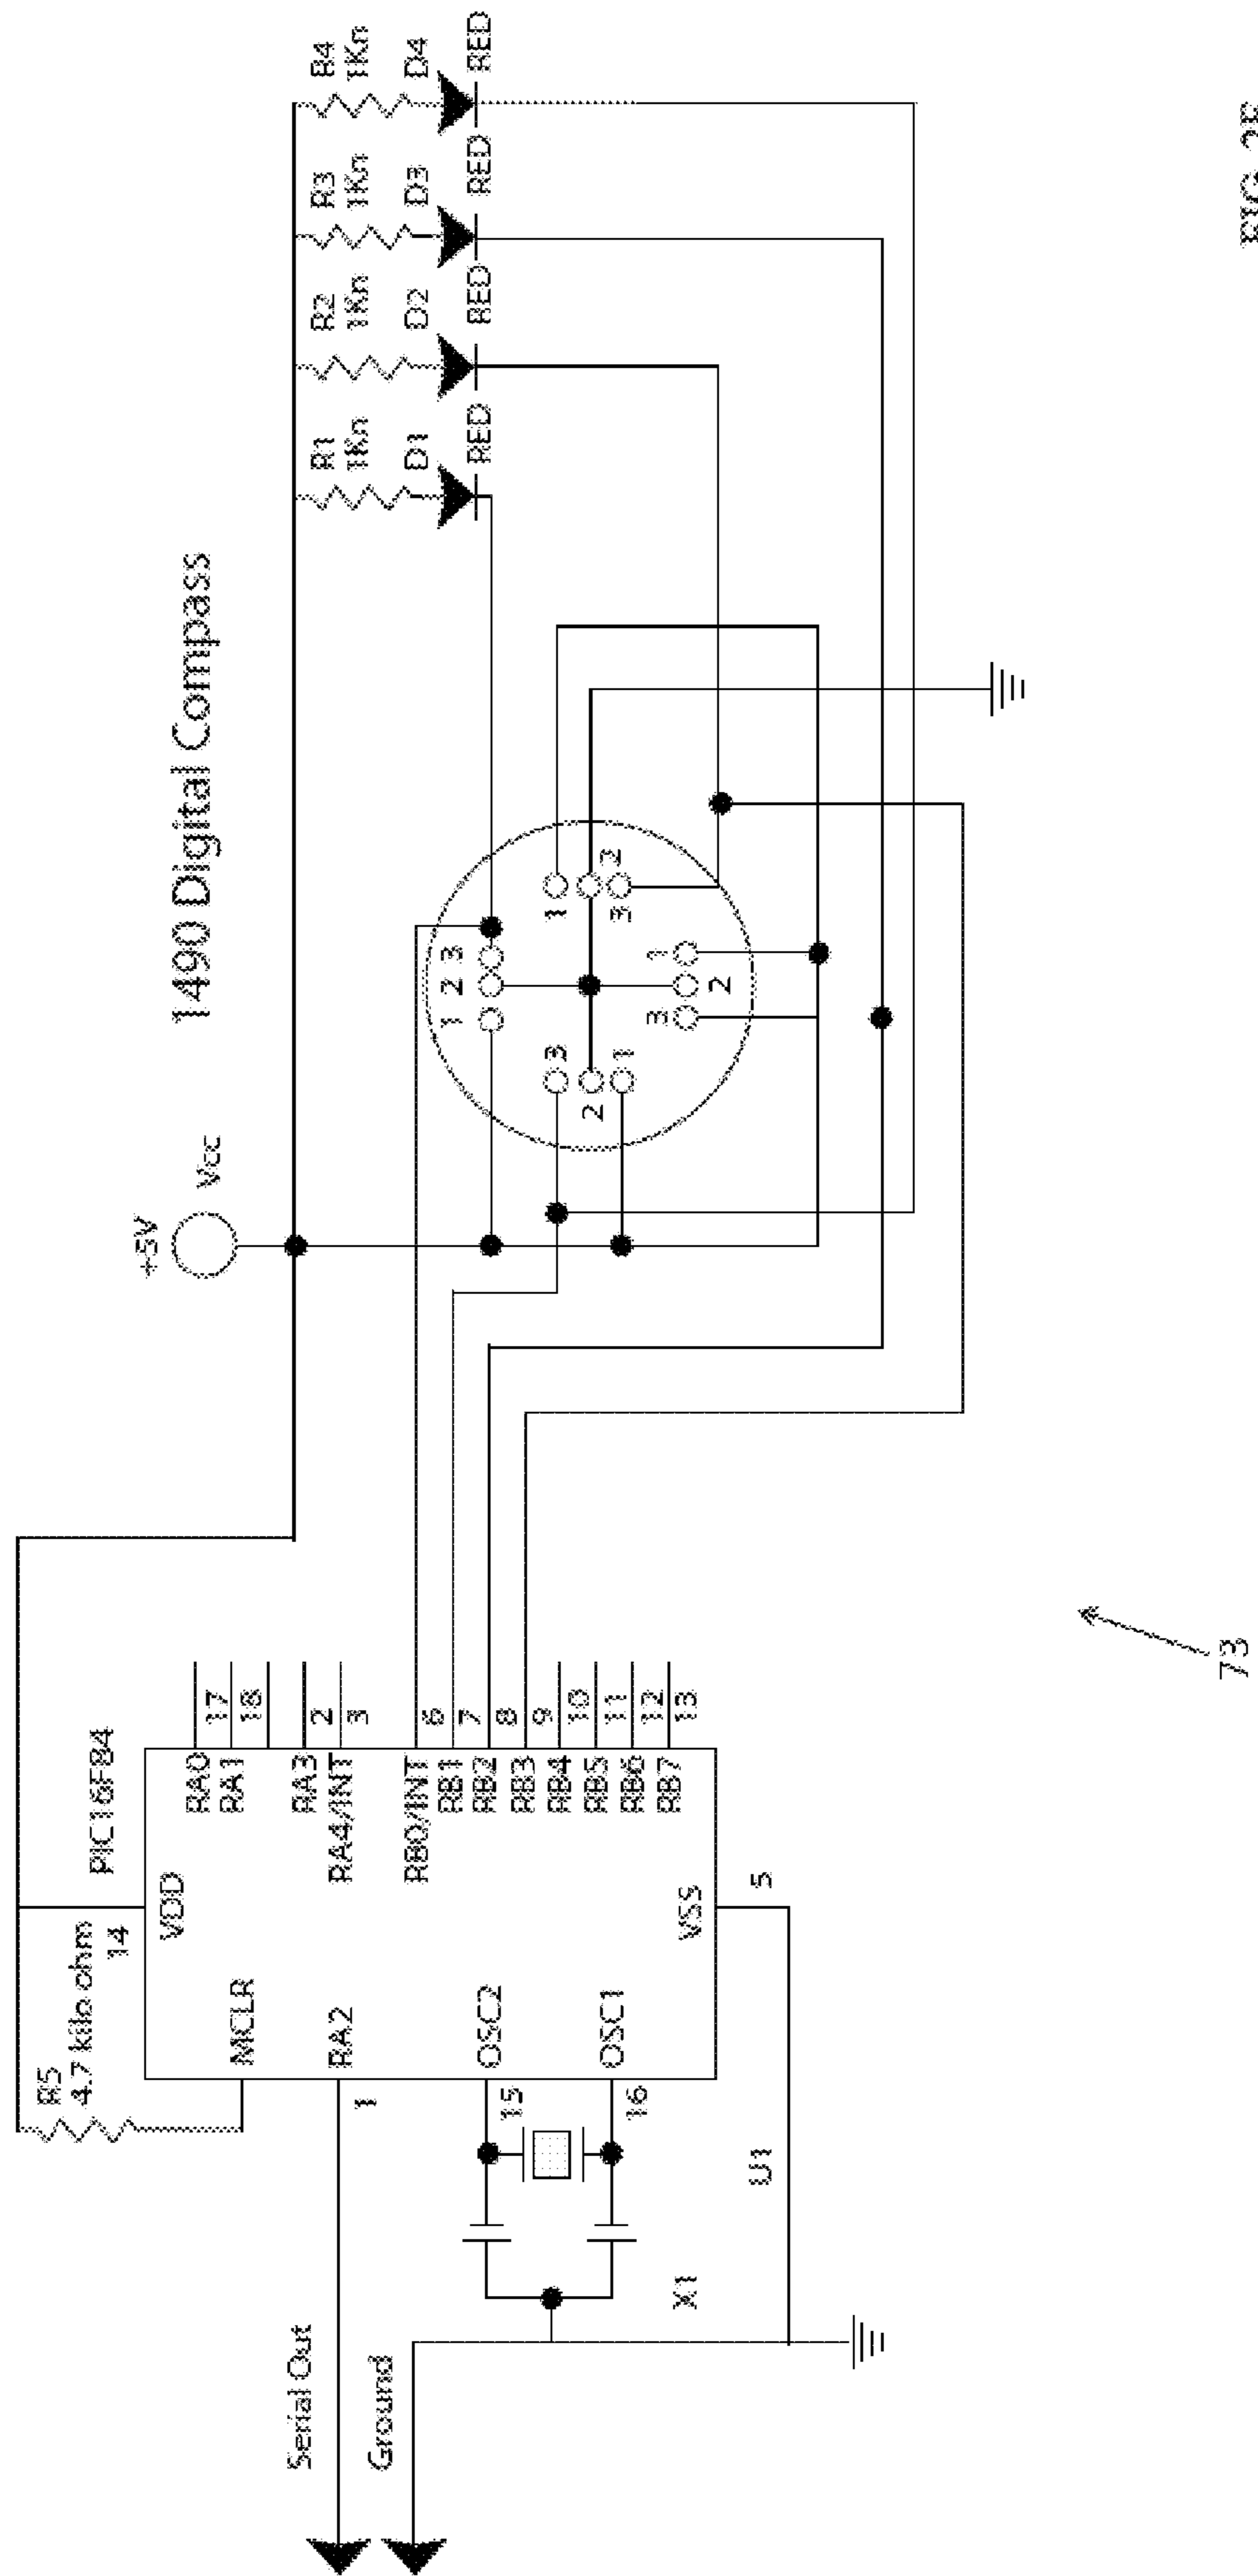 1490 Digital Compass
+5V
Vcc
R1
1Kn
D1
RED
R2
1Kn
D2
RED
R3
1Kn
D3
RED
R4
1Kn
D4
RED
R5
4.7 kilo ohm
14
PIC16F84
VDD
MCLR
RA2
OSC2
OSC1
VSS
RA0
RA1
RA3
RA4/INT
RB0/INT
RB1
RB2
RB3
RB4
RB5
RB6
RB7
17
18
2
3
6
7
8
9
10
11
12
13
1
15
16
5
U1
X1
Serial Out
Ground
1 2 3
3
2
1
1
2
3
3
2
1
73